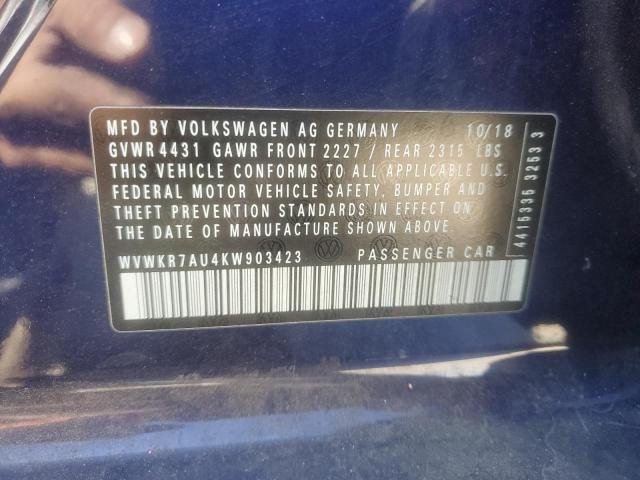 MFD BY VOLKSWAGEN AG GERMANY 10/18
GVWR 4431 GAWR FRONT 2227 / REAR 2315 LBS
THIS VEHICLE CONFORMS TO ALL APPLICABLE U.S.
FEDERAL MOTOR VEHICLE SAFETY, BUMPER AND
THEFT PREVENTION STANDARDS IN EFFECT ON
THE DATE OF MANUFACTURE SHOWN ABOVE.
WVWKR7AU4KW903423 PASSENGER CAR
4415335 3253 3